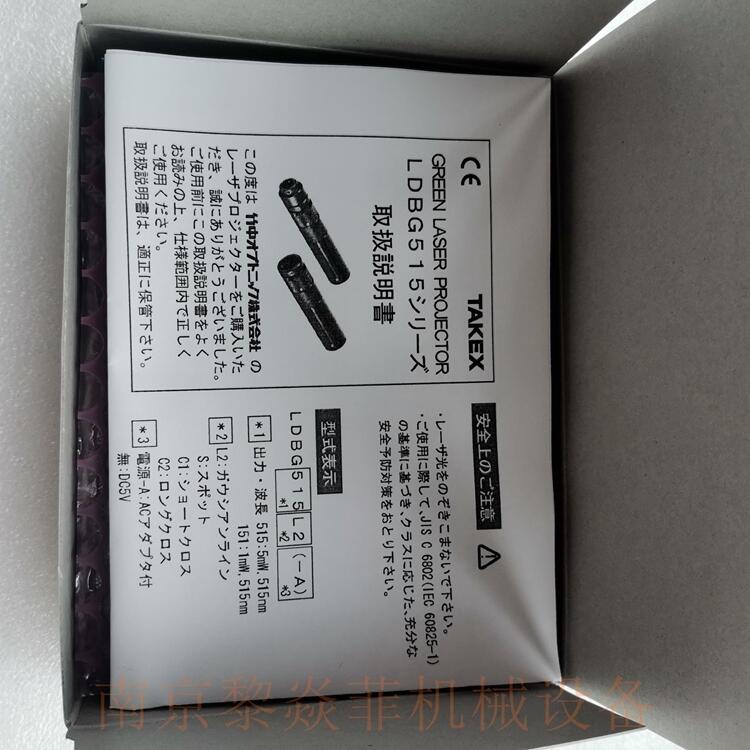 CE
TAKEX
GREEN LASER PROJECTOR
LDBG515シリーズ
取扱説明書
この度は 竹中オプトニック株式会社 の
レーザプロジェクターをご購入いた
だき、誠にありがとうございました。
ご使用前にこの取扱説明書をよく
お読みの上、仕様範囲内で正しく
ご使用ください。
取扱説明書は、適正に保管下さい。
安全上のご注意
・レーザ光をのぞきこまないで下さい。
・ご使用に際して、JIS C 6802(IEC 60825-1)
の基準に基づき、クラスに応じた、充分な
安全予防対策をおとり下さい。
型式表示
LDBG515L2(-A)
*1 *2 *3
*1 出力・波長 515:5mW,515nm
151:1mW,515nm
*2 L2:ガウシアンライン
S:スポット
C1:ショートクロス
C2:ロングクロス
*3 電源-A:ACアダプタ付
無:DC5V
南京黎焱菲机械设备